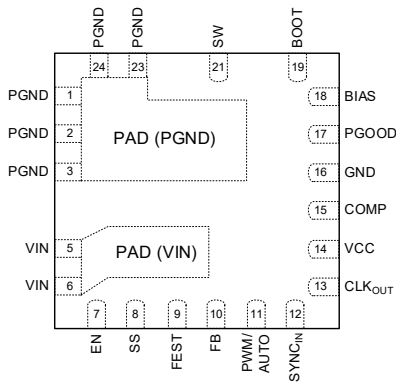 PGND
PGND
SW
BOOT
24
23
21
19
PGND 1
18 BIAS
PGND 2
PAD (PGND)
17 PGOOD
PGND 3
16 GND
15 COMP
VIN 5
PAD (VIN)
14 VCC
VIN 6
13 CLKOUT
7
8
9
10
11
12
EN
SS
FEST
FB
PWM/
AUTO
SYNCIN